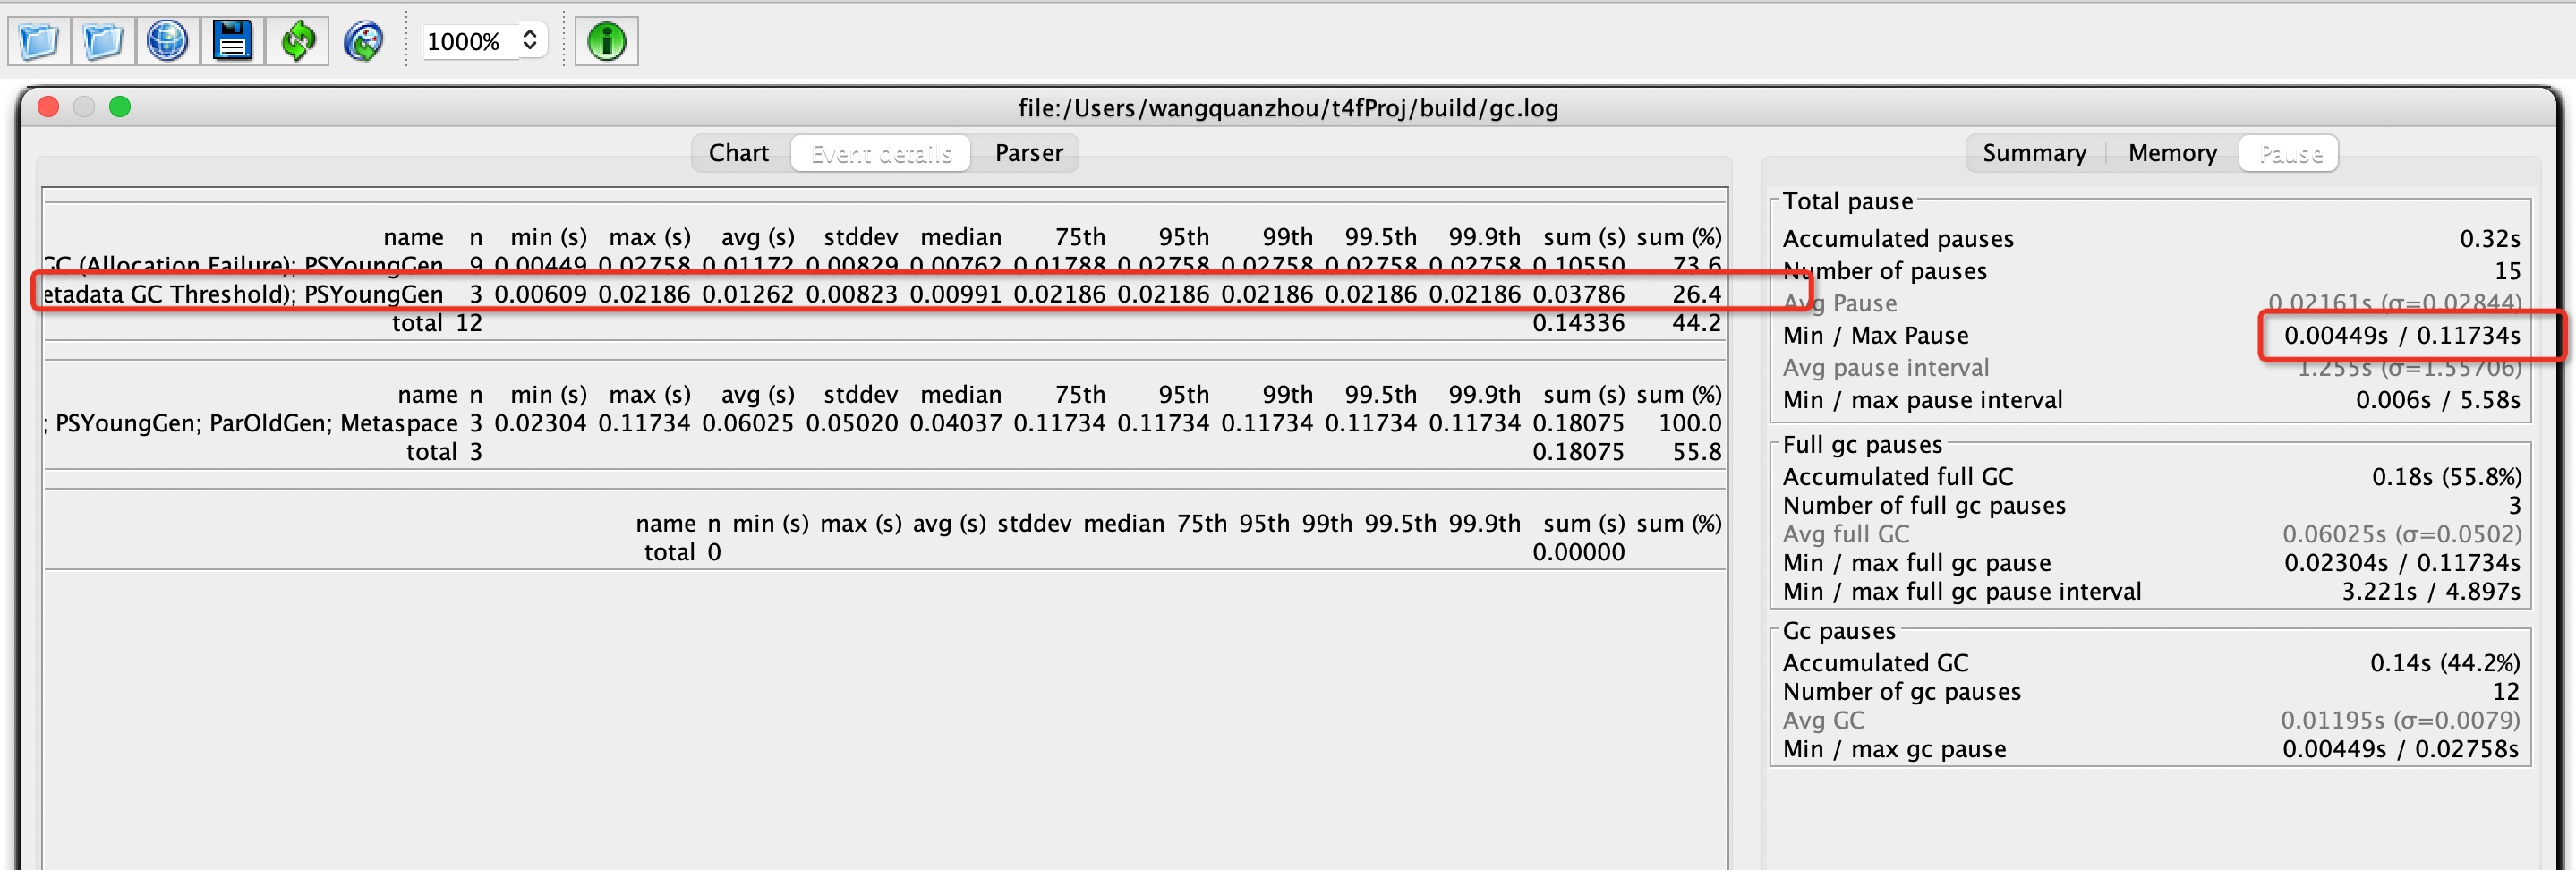 1000%
file:/Users/wangquanzhou/t4fProj/build/gc.log
Chart Event details Parser
name n min (s) max (s) avg (s) stddev median 75th 95th 99th 99.5th 99.9th sum (s) sum (%)
GC (Allocation Failure); PSYoungGen 9 0.00449 0.02758 0.01172 0.00829 0.00762 0.01788 0.02758 0.02758 0.02758 0.02758 0.10550 73.6
etadata GC Threshold); PSYoungGen 3 0.00609 0.02186 0.01262 0.00823 0.00991 0.02186 0.02186 0.02186 0.02186 0.02186 0.03786 26.4
total 12 0.14336 44.2
name n min (s) max (s) avg (s) stddev median 75th 95th 99th 99.5th 99.9th sum (s) sum (%)
; PSYoungGen; ParOldGen; Metaspace 3 0.02304 0.11734 0.06025 0.05020 0.04037 0.11734 0.11734 0.11734 0.11734 0.11734 0.18075 100.0
total 3 0.18075 55.8
name n min (s) max (s) avg (s) stddev median 75th 95th 99th 99.5th 99.9th sum (s) sum (%)
total 0 0.00000
Summary Memory Pause
Total pause
Accumulated pauses 0.32s
Number of pauses 15
Avg Pause 0.02161s (σ=0.02844)
Min / Max Pause 0.00449s / 0.11734s
Avg pause interval 1.255s (σ=1.55706)
Min / max pause interval 0.006s / 5.58s
Full gc pauses
Accumulated full GC 0.18s (55.8%)
Number of full gc pauses 3
Avg full GC 0.06025s (σ=0.0502)
Min / max full gc pause 0.02304s / 0.11734s
Min / max full gc pause interval 3.221s / 4.897s
Gc pauses
Accumulated GC 0.14s (44.2%)
Number of gc pauses 12
Avg GC 0.01195s (σ=0.0079)
Min / max gc pause 0.00449s / 0.02758s